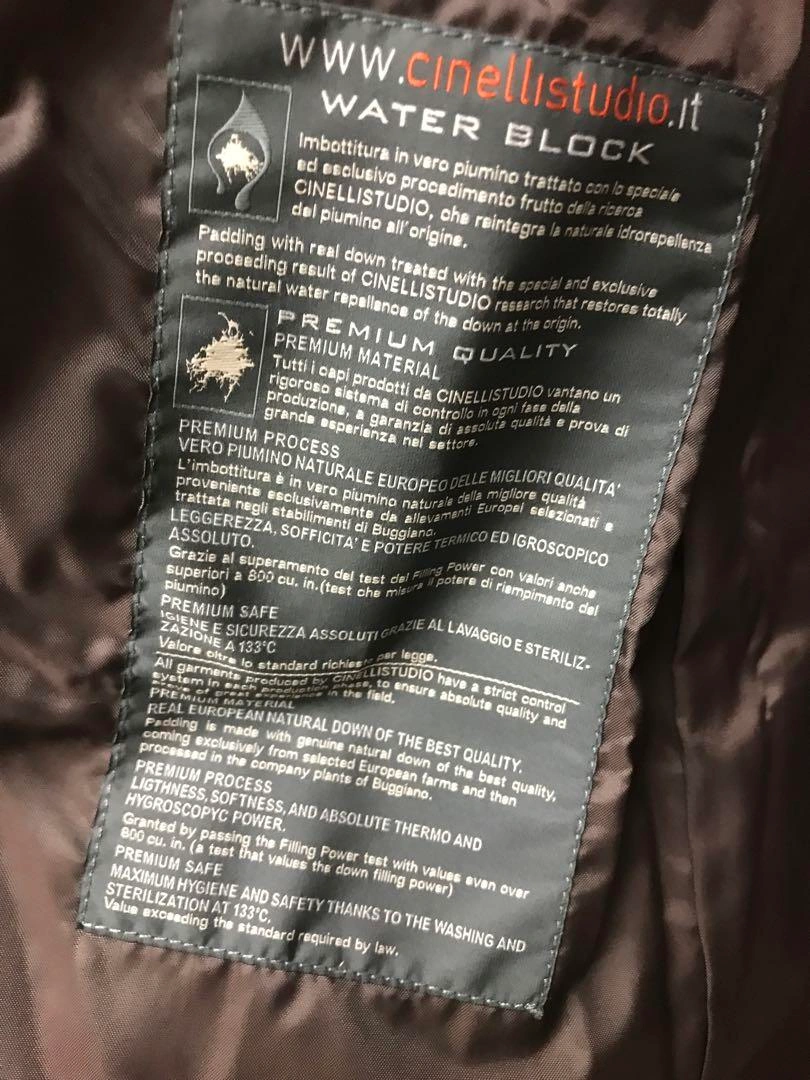 www.cinellistudio.it
WATER BLOCK
Imbottitura in vero piumino trattato con lo speciale
ed esclusivo procedimento frutto della ricerca
CINELLISTUDIO, che reintegra la naturale idrorepellenza
del piumino all'origine.
Padding with real down treated with the special and exclusive
proceeding result of CINELLISTUDIO research that restores totally
the natural water repellence of the down at the origin.
PREMIUM QUALITY
PREMIUM MATERIAL
Tutti i capi prodotti da CINELLISTUDIO vantano un
rigoroso sistema di controllo in ogni fase della
produzione, a garanzia di assoluta qualità e prova di
grande esperienza nel settore.
PREMIUM PROCESS
VERO PIUMINO NATURALE EUROPEO DELLE MIGLIORI QUALITA'
L'imbottitura è in vero piumino naturale della migliore qualità
proveniente esclusivamente da allevamenti Europei selezionati e
trattata negli stabilimenti di Buggiano.
LEGGEREZZA, SOFFICITA' E POTERE TERMICO ED IGROSCOPICO
ASSOLUTO.
Grazie al superamento del test del Filling Power con valori anche
superiori a 800 cu. in.(test che misura il potere di riempimento del
piumino)
PREMIUM SAFE
IGIENE E SICUREZZA ASSOLUTI GRAZIE AL LAVAGGIO E STERILIZ-
ZAZIONE A 133°C
Valore oltre lo standard richiesto per legge.
All garments produced by CINELLISTUDIO have a strict control
system in each production phase, to ensure absolute quality and
prove of great experience in the field.
PREMIUM MATERIAL
REAL EUROPEAN NATURAL DOWN OF THE BEST QUALITY.
Padding is made with genuine natural down of the best quality,
coming exclusively from selected European farms and then
processed in the company plants of Buggiano.
PREMIUM PROCESS
LIGTHNESS, SOFTNESS, AND ABSOLUTE THERMO AND
HYGROSCOPYC POWER.
Granted by passing the Filling Power test with values even over
800 cu. in. (a test that values the down filling power)
PREMIUM SAFE
MAXIMUM HYGIENE AND SAFETY THANKS TO THE WASHING AND
STERILIZATION AT 133°C.
Value exceeding the standard required by law.